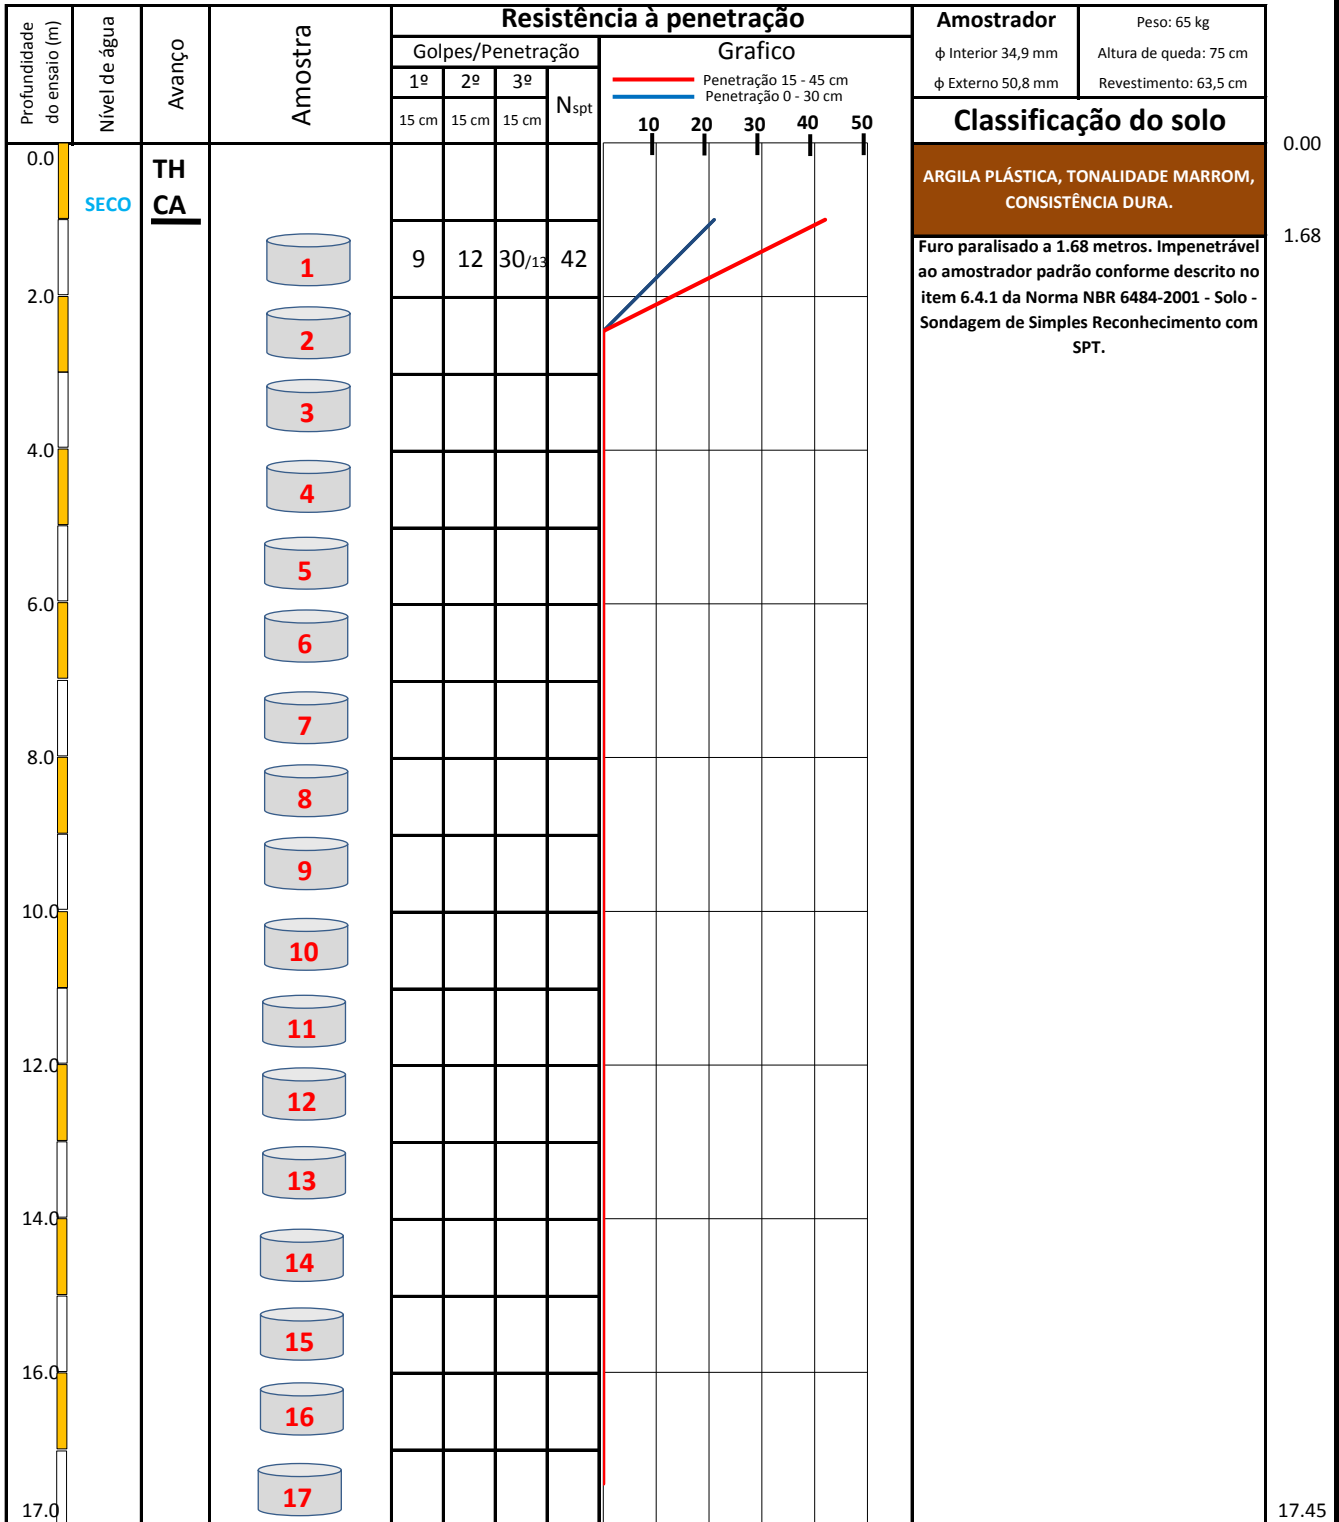 Profundidade do ensaio (m)
Nível de água
Avanço
Amostra
Resistência à penetração
Golpes/Penetração
1º 2º 3º Nspt
15 cm 15 cm 15 cm
Grafico
Penetração 15 - 45 cm
Penetração 0 - 30 cm
10 20 30 40 50
Amostrador
ϕ Interior 34,9 mm
ϕ Externo 50,8 mm
Peso: 65 kg
Altura de queda: 75 cm
Revestimento: 63,5 cm
Classificação do solo
0.00
0.0
TH
SECO CA
ARGILA PLÁSTICA, TONALIDADE MARROM,
CONSISTÊNCIA DURA.
1.68
1 9 12 30/13 42
Furo paralisado a 1.68 metros. Impenetrável
ao amostrador padrão conforme descrito no
item 6.4.1 da Norma NBR 6484-2001 - Solo -
Sondagem de Simples Reconhecimento com
SPT.
2.0
2
3
4.0
4
5
6.0
6
7
8.0
8
9
10.0
10
11
12.0
12
13
14.0
14
15
16.0
16
17
17.0
17.45